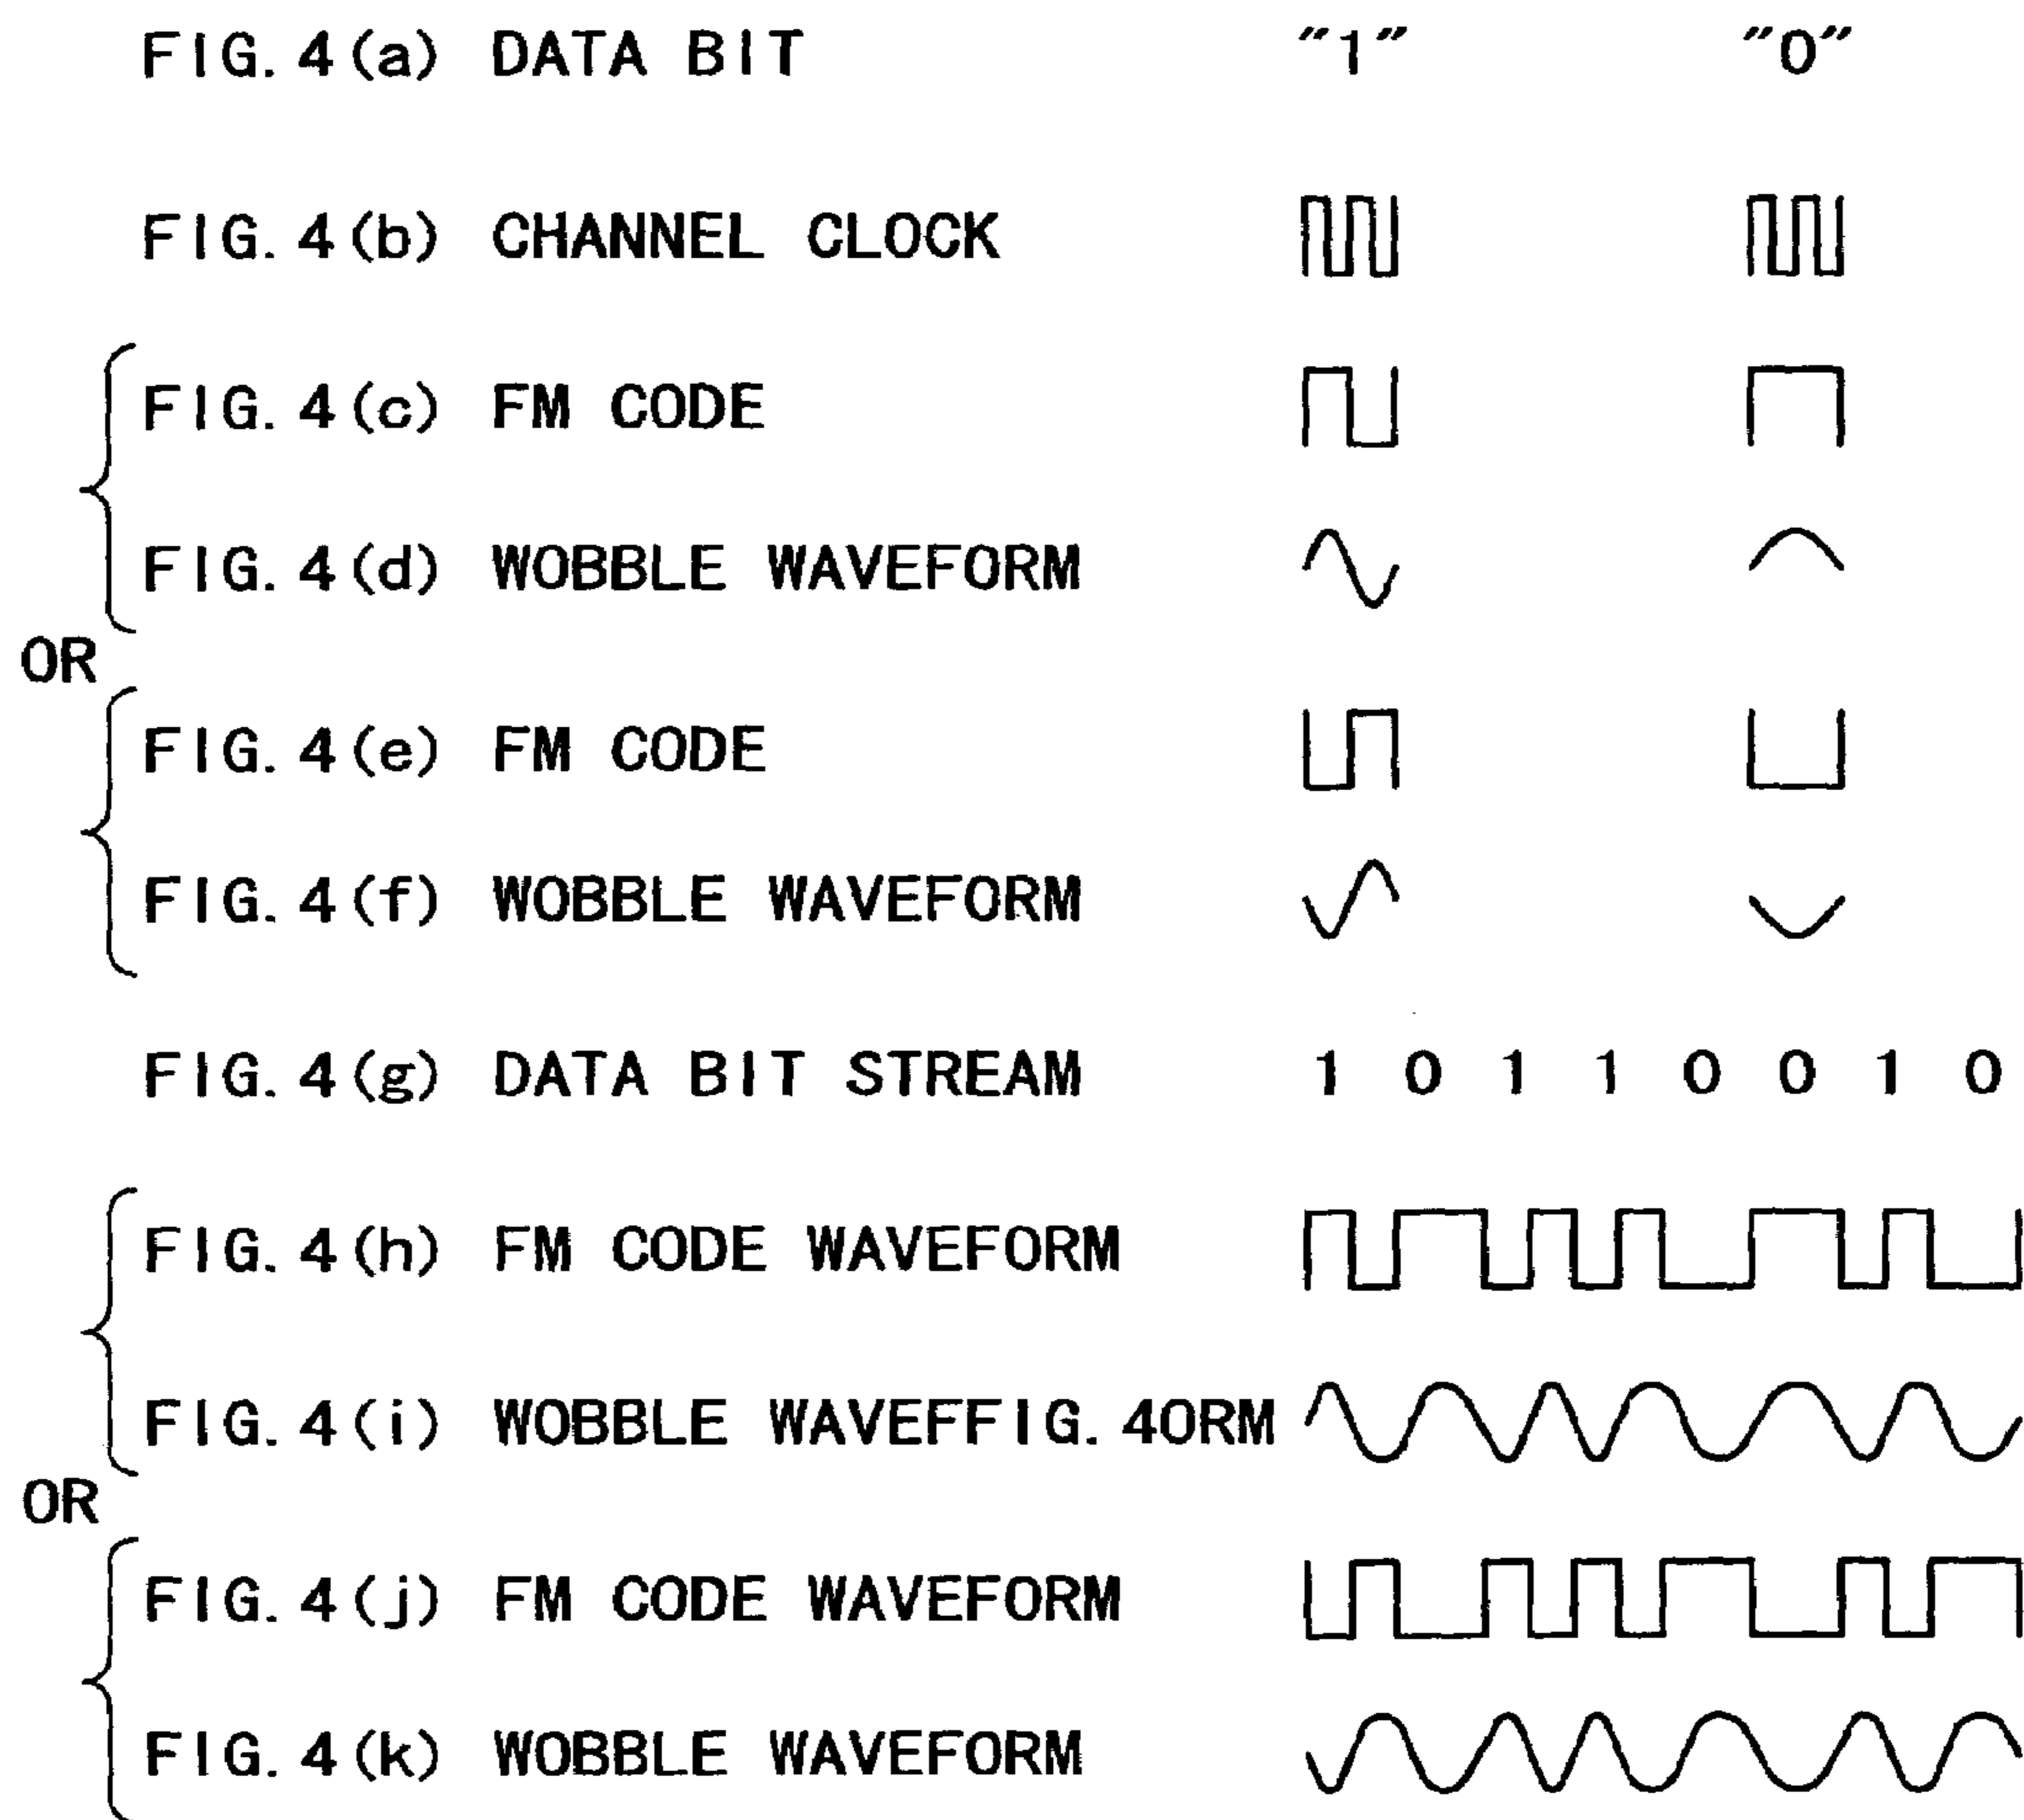 FIG. 4(a) DATA BIT "1" "0"
FIG. 4(b) CHANNEL CLOCK
FIG. 4(c) FM CODE
FIG. 4(d) WOBBLE WAVEFORM
OR
FIG. 4(e) FM CODE
FIG. 4(f) WOBBLE WAVEFORM
FIG. 4(g) DATA BIT STREAM 1 0 1 1 0 0 1 0
FIG. 4(h) FM CODE WAVEFORM
FIG. 4(i) WOBBLE WAVEFFIG. 4ORM
OR
FIG. 4(j) FM CODE WAVEFORM
FIG. 4(k) WOBBLE WAVEFORM